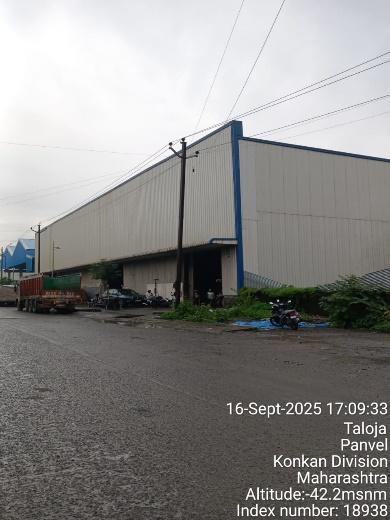 16-Sept-2025 17:09:33
Taloja
Panvel
Konkan Division
Maharashtra
Altitude:-42.2msnm
Index number: 18938